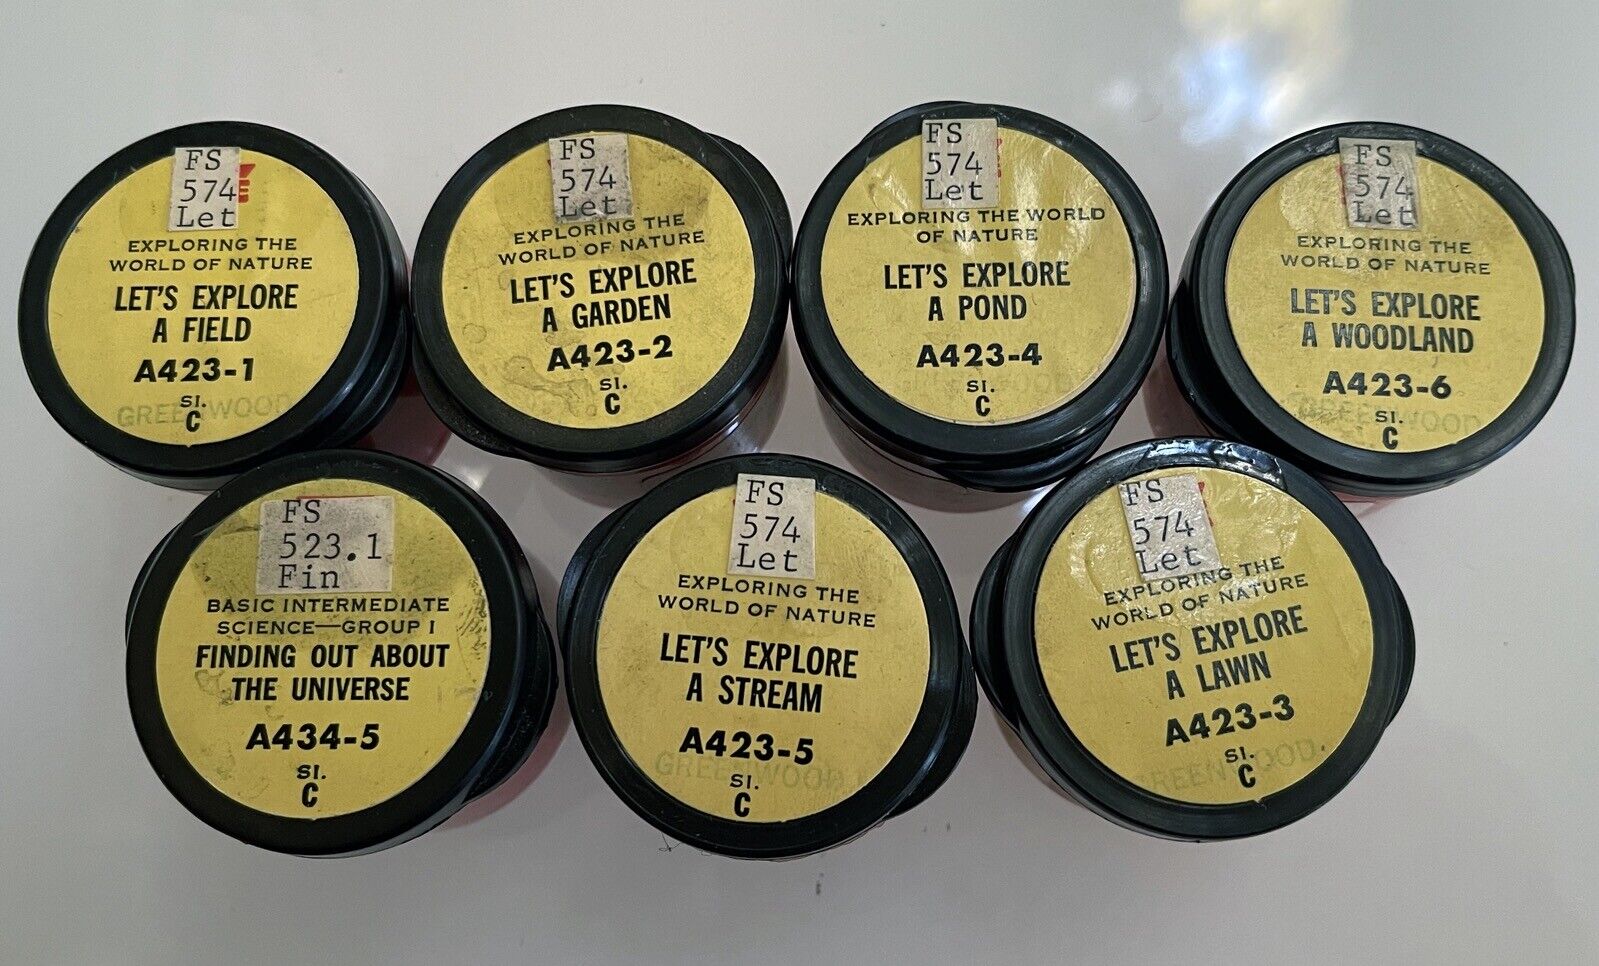 FS
574
Let
EXPLORING THE
WORLD OF NATURE
LET'S EXPLORE
A FIELD
A423-1
SI.
C
GREENWOOD
FS
574
Let
EXPLORING THE
WORLD OF NATURE
LET'S EXPLORE
A GARDEN
A423-2
SI.
C
FS
574
Let
EXPLORING THE WORLD
OF NATURE
LET'S EXPLORE
A POND
A423-4
SI.
C
FS
574
Let
EXPLORING THE
WORLD OF NATURE
LET'S EXPLORE
A WOODLAND
A423-6
SI.
C
GREENWOOD
FS
523.1
Fin
BASIC INTERMEDIATE
SCIENCE—GROUP I
FINDING OUT ABOUT
THE UNIVERSE
A434-5
SI.
C
FS
574
Let
EXPLORING THE
WORLD OF NATURE
LET'S EXPLORE
A STREAM
A423-5
GREENWOOD
SI.
C
FS
574
Let
EXPLORING THE
WORLD OF NATURE
LET'S EXPLORE
A LAWN
A423-3
SI.
C
GREENWOOD